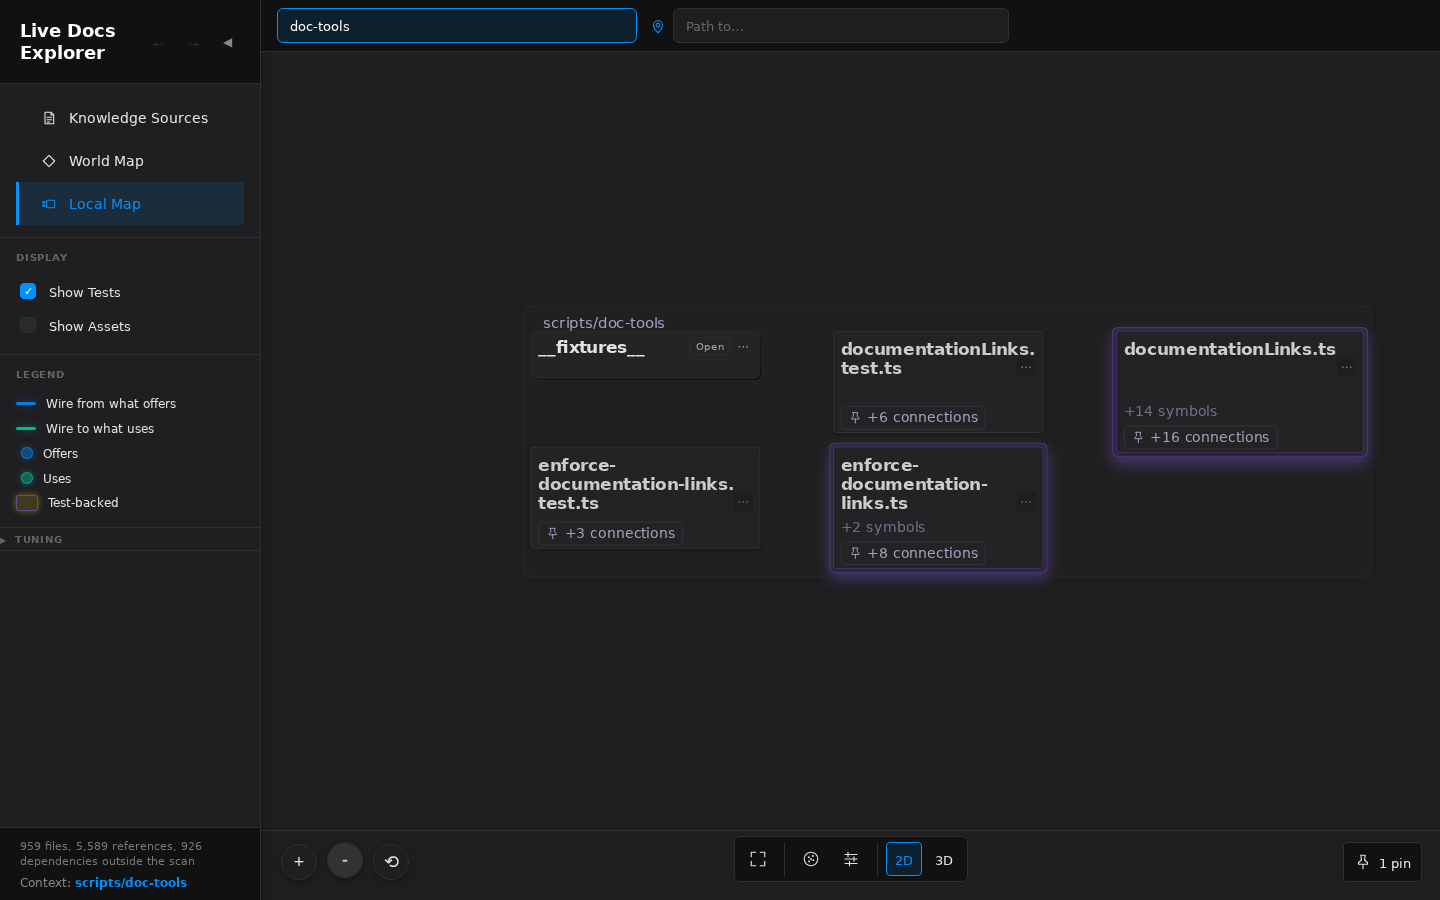 Live Docs
Explorer
Knowledge Sources
World Map
Local Map
DISPLAY
Show Tests
Show Assets
LEGEND
Wire from what offers
Wire to what uses
Offers
Uses
Test-backed
TUNING
959 files, 5,589 references, 926
dependencies outside the scan
Context: scripts/doc-tools
doc-tools
Path to...
scripts/doc-tools
__fixtures__
Open
documentationLinks.
test.ts
+6 connections
documentationLinks.ts
+14 symbols
+16 connections
enforce-
documentation-links.
test.ts
+3 connections
enforce-
documentation-
links.ts
+2 symbols
+8 connections
+
-
2D
3D
1 pin